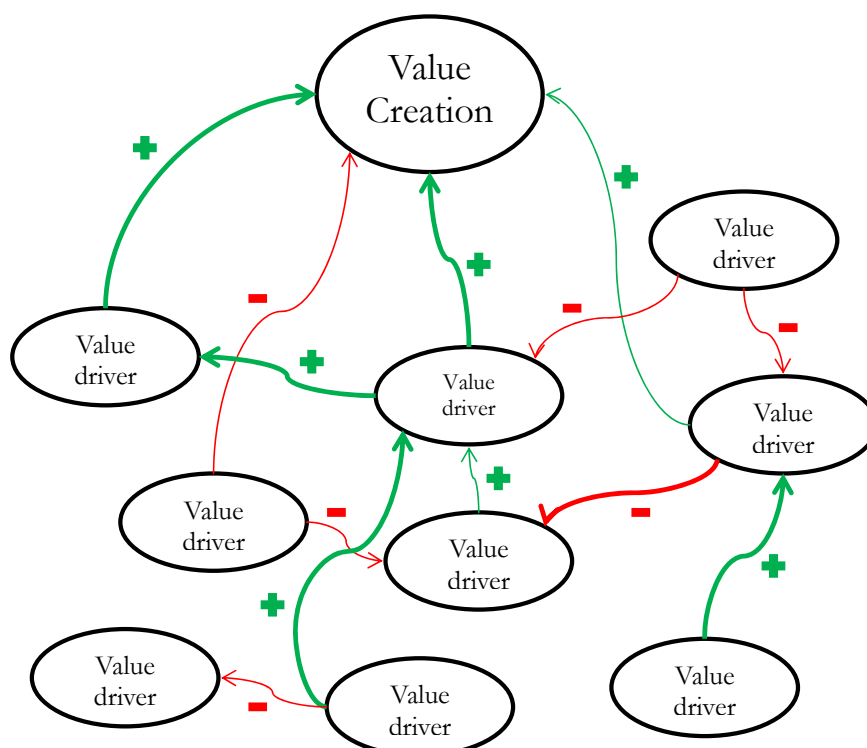 Value
Creation
+
+
+
Value
driver
-
-
-
Value
driver
+
Value
driver
Value
driver
+
-
-
Value
driver
Value
driver
+
+
Value
driver
+
Value
driver
-
Value
driver
Value
driver